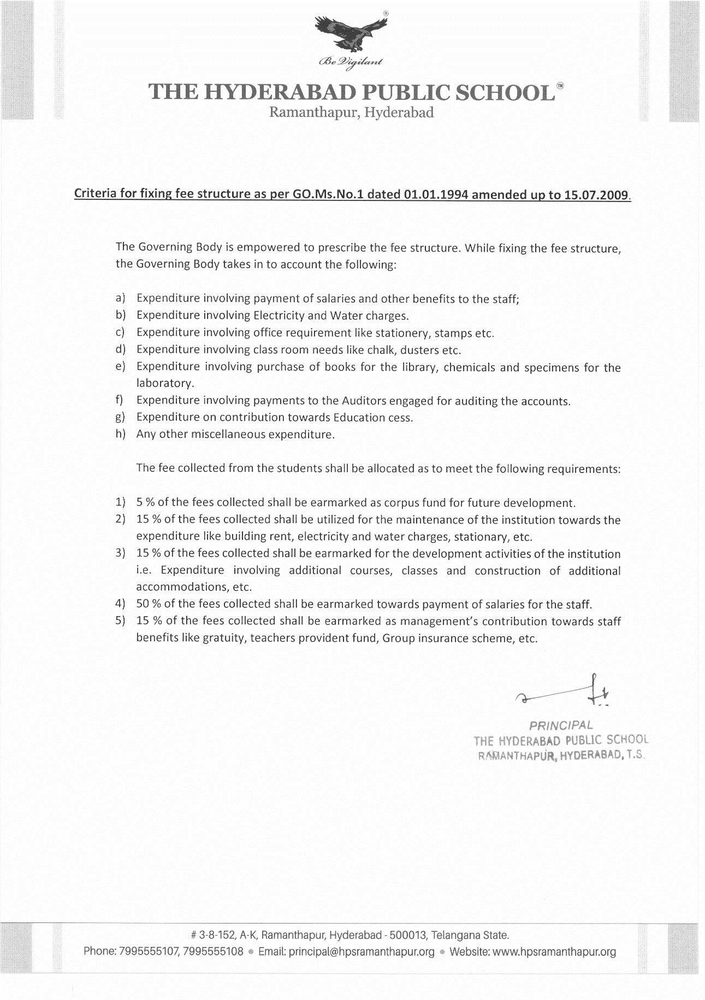 ®
Be Vigilant
THE HYDERABAD PUBLIC SCHOOL™
Ramanthapur, Hyderabad
Criteria for fixing fee structure as per GO.Ms.No.1 dated 01.01.1994 amended up to 15.07.2009.
The Governing Body is empowered to prescribe the fee structure. While fixing the fee structure,
the Governing Body takes in to account the following:
a) Expenditure involving payment of salaries and other benefits to the staff;
b) Expenditure involving Electricity and Water charges.
c) Expenditure involving office requirement like stationery, stamps etc.
d) Expenditure involving class room needs like chalk, dusters etc.
e) Expenditure involving purchase of books for the library, chemicals and specimens for the
laboratory.
f) Expenditure involving payments to the Auditors engaged for auditing the accounts.
g) Expenditure on contribution towards Education cess.
h) Any other miscellaneous expenditure.
The fee collected from the students shall be allocated as to meet the following requirements:
1) 5 % of the fees collected shall be earmarked as corpus fund for future development.
2) 15 % of the fees collected shall be utilized for the maintenance of the institution towards the
expenditure like building rent, electricity and water charges, stationary, etc.
3) 15 % of the fees collected shall be earmarked for the development activities of the institution
i.e. Expenditure involving additional courses, classes and construction of additional
accommodations, etc.
4) 50 % of the fees collected shall be earmarked towards payment of salaries for the staff.
5) 15 % of the fees collected shall be earmarked as management's contribution towards staff
benefits like gratuity, teachers provident fund, Group insurance scheme, etc.
PRINCIPAL
THE HYDERABAD PUBLIC SCHOOL
RAMANTHAPUR, HYDERABAD, T.S.
# 3-8-152, A-K, Ramanthapur, Hyderabad - 500013, Telangana State.
Phone: 7995555107, 7995555108 • Email: principal@hpsramanthapur.org • Website: www.hpsramanthapur.org